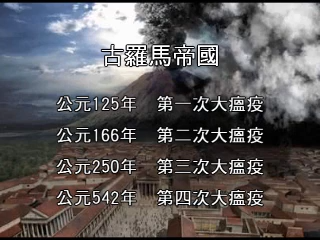 古羅馬帝國
公元125年 第一次大瘟疫
公元166年 第二次大瘟疫
公元250年 第三次大瘟疫
公元542年 第四次大瘟疫